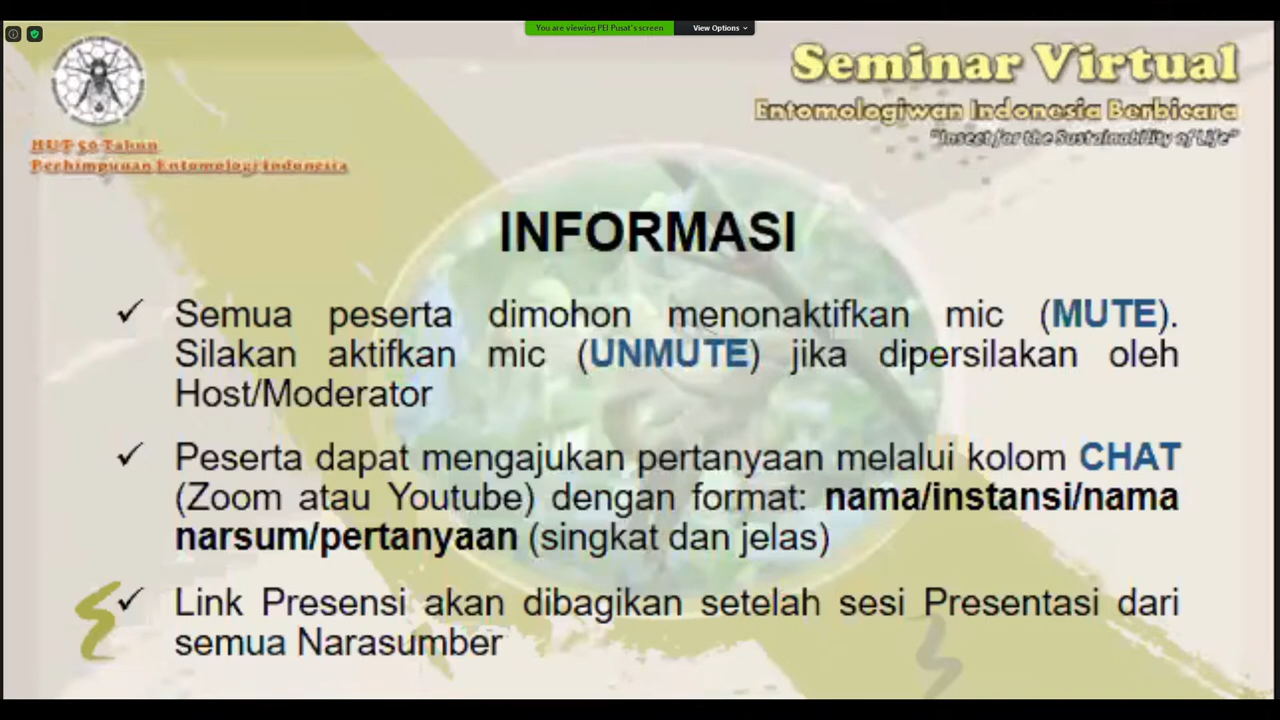 You are viewing PEI Pusat's screen View Options
Seminar Virtual
Entomologiwan Indonesia Berbicara
"Insect for the Sustainability of Life"
HUT 50 Tahun
Perhimpunan Entomologi Indonesia
INFORMASI
✓ Semua peserta dimohon menonaktifkan mic (MUTE).
Silakan aktifkan mic (UNMUTE) jika dipersilakan oleh
Host/Moderator
✓ Peserta dapat mengajukan pertanyaan melalui kolom CHAT
(Zoom atau Youtube) dengan format: nama/instansi/nama
narsum/pertanyaan (singkat dan jelas)
✓ Link Presensi akan dibagikan setelah sesi Presentasi dari
semua Narasumber